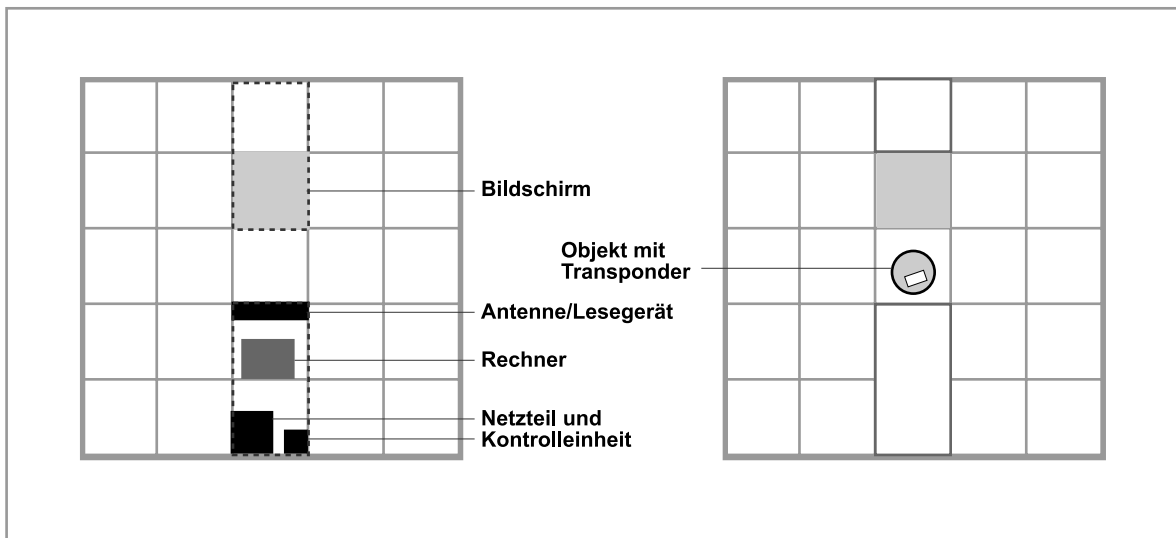 Bildschirm
Objekt mit
Transponder
Antenne/Lesegerät
Rechner
Netzteil und
Kontrolleinheit